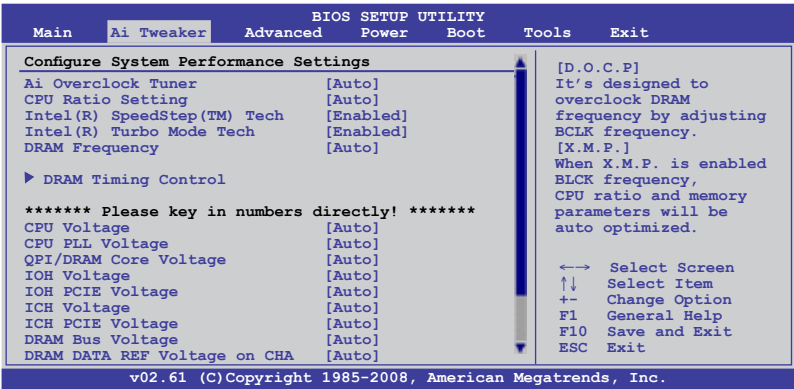 BIOS SETUP UTILITY
Main Ai Tweaker Advanced Power Boot Tools Exit
Configure System Performance Settings
Ai Overclock Tuner [Auto]
CPU Ratio Setting [Auto]
Intel(R) SpeedStep(TM) Tech [Enabled]
Intel(R) Turbo Mode Tech [Enabled]
DRAM Frequency [Auto]
DRAM Timing Control
******* Please key in numbers directly! *******
CPU Voltage [Auto]
CPU PLL Voltage [Auto]
QPI/DRAM Core Voltage [Auto]
IOH Voltage [Auto]
IOH PCIE Voltage [Auto]
ICH Voltage [Auto]
ICH PCIE Voltage [Auto]
DRAM Bus Voltage [Auto]
DRAM DATA REF Voltage on CHA [Auto]
[D.O.C.P]
It's designed to
overclock DRAM
frequency by adjusting
BCLK frequency.
[X.M.P.]
When X.M.P. is enabled
BLCK frequency,
CPU ratio and memory
parameters will be
auto optimized.
←→ Select Screen
↑↓ Select Item
+- Change Option
F1 General Help
F10 Save and Exit
ESC Exit
v02.61 (C)Copyright 1985-2008, American Megatrends, Inc.